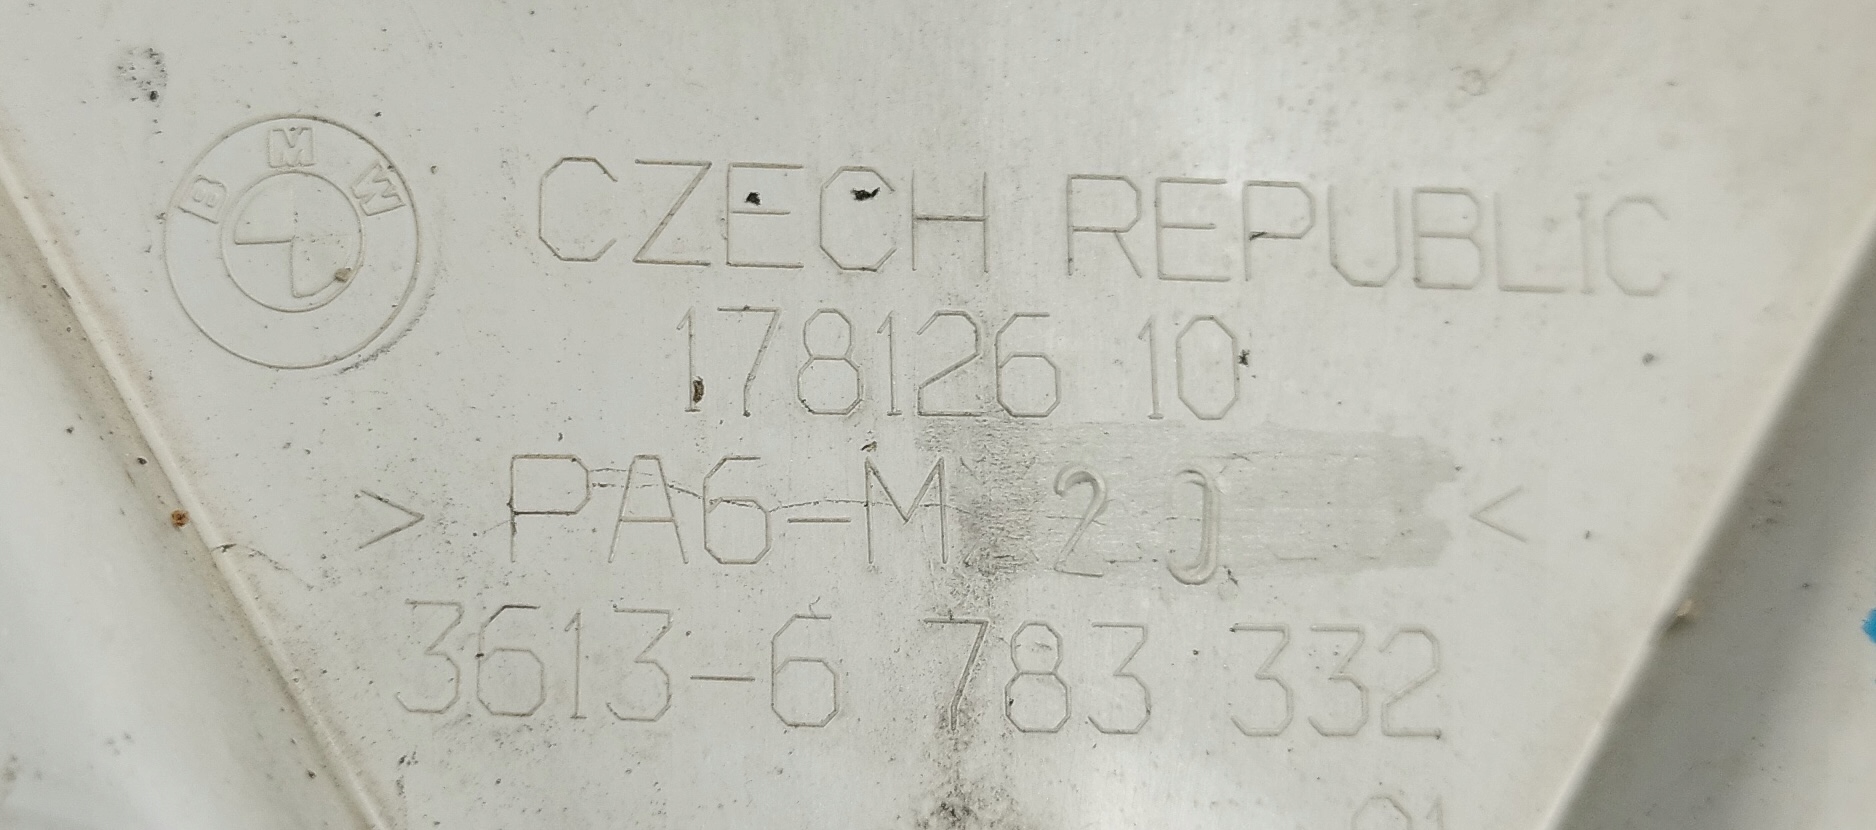 BMW CZECH REPUBLIC
178126 10
> PA6-M 20 <
3613-6 783 332